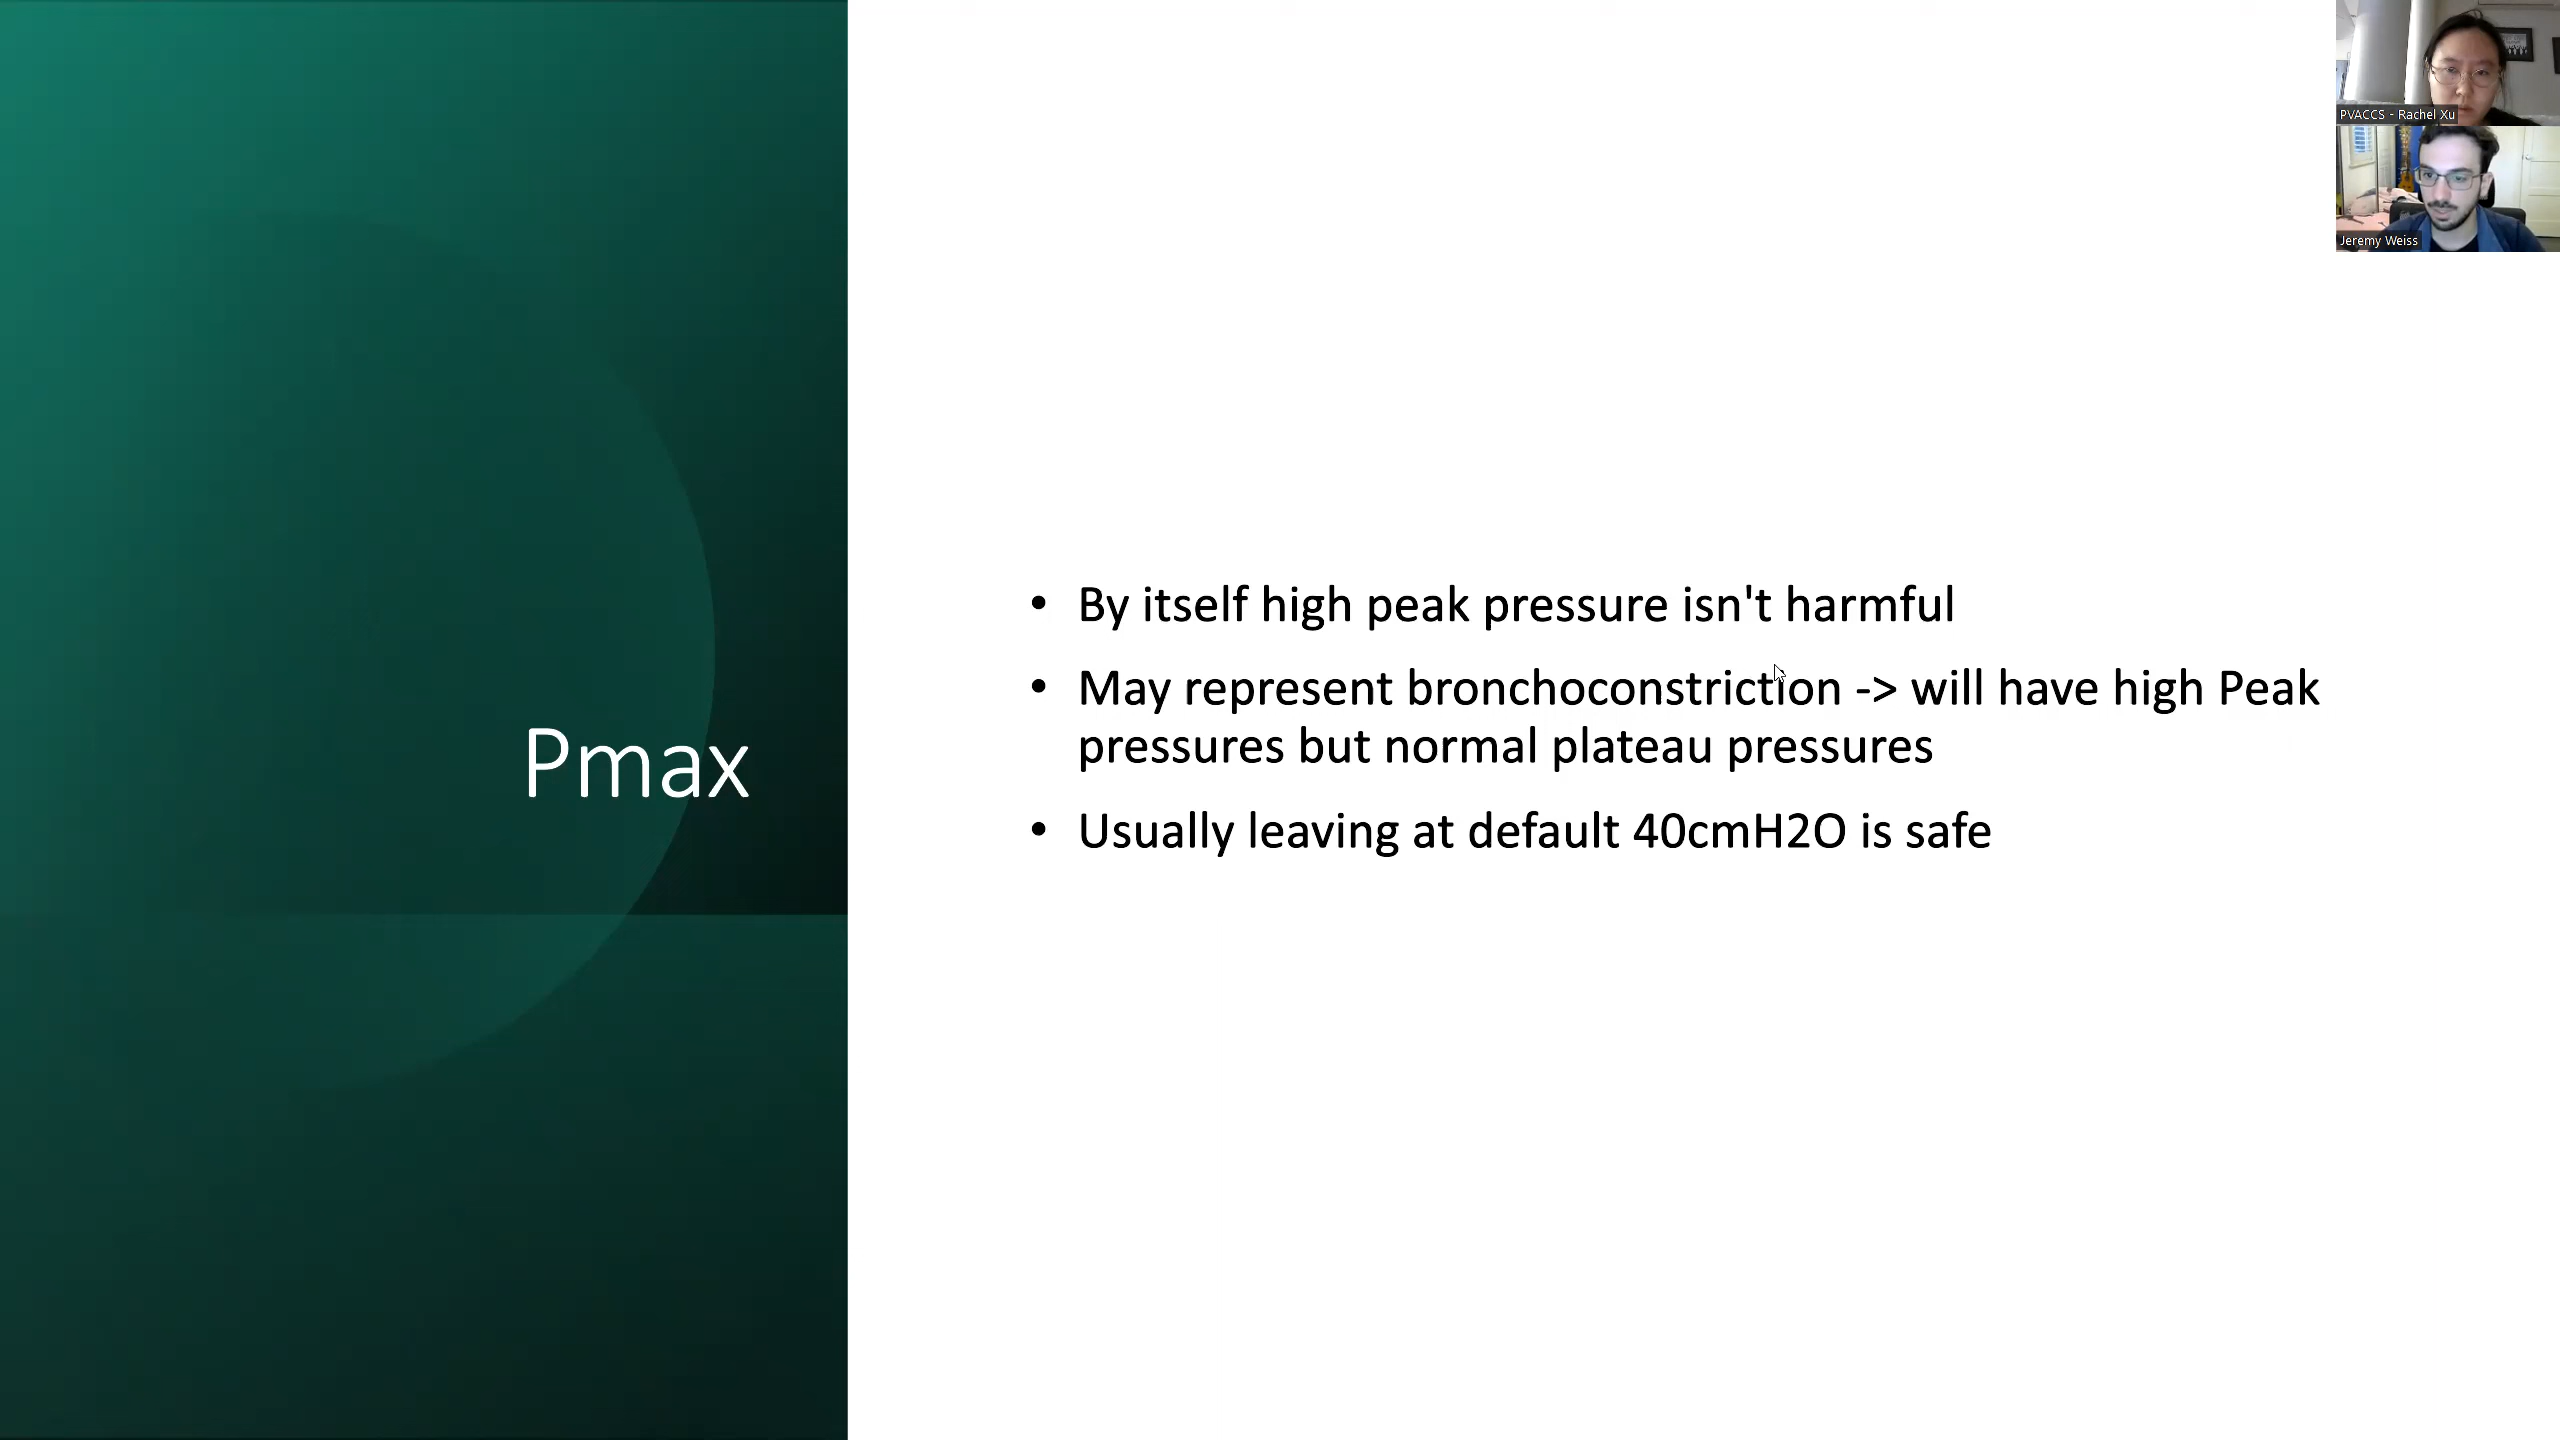 PVACCS - Rachel Xu
Jeremy Weiss
Pmax
• By itself high peak pressure isn't harmful
• May represent bronchoconstriction -> will have high Peak
pressures but normal plateau pressures
• Usually leaving at default 40cmH2O is safe